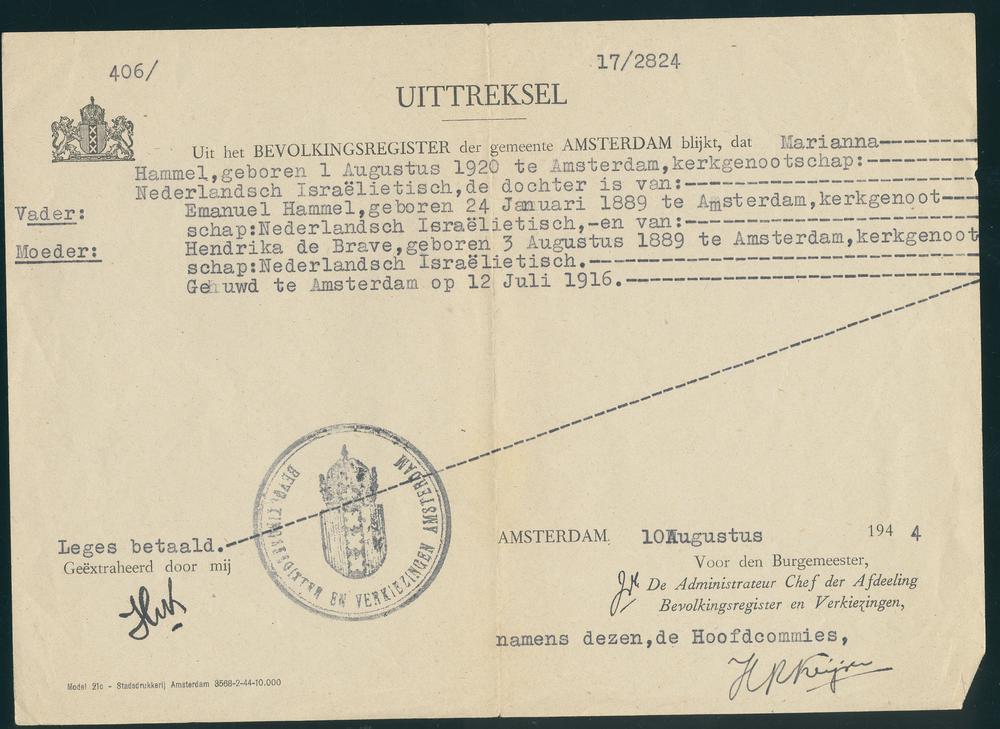 406/
17/2824
UITTREKSEL
Uit het BEVOLKINGSREGISTER der gemeente AMSTERDAM blijkt, dat Marianna
Hammel,geboren 1 Augustus 1920 te Amsterdam,kerkgenootschap:
Nederlandsch Israëlietisch,de dochter is van:
Vader: Emanuel Hammel,geboren 24 Januari 1889 te Amsterdam,kerkgenoot-
schap:Nederlandsch Israëlietisch,-en van:
Moeder: Hendrika de Brave,geboren 3 Augustus 1889 te Amsterdam,kerkgenoot
schap:Nederlandsch Israëlietisch.
Gehuwd te Amsterdam op 12 Juli 1916.
EN VERKIEZINGEN AMSTERDAM
AMSTERDAM, 10 Augustus 1944
Leges betaald.
Geëxtraheerd door mij
Voor den Burgemeester,
De Administrateur Chef der Afdeeling
Bevolkingsregister en Verkiezingen,
namens dezen,de Hoofdcommies,
Model 21c - Stadsdrukkerij Amsterdam 3568-2-44-10.000